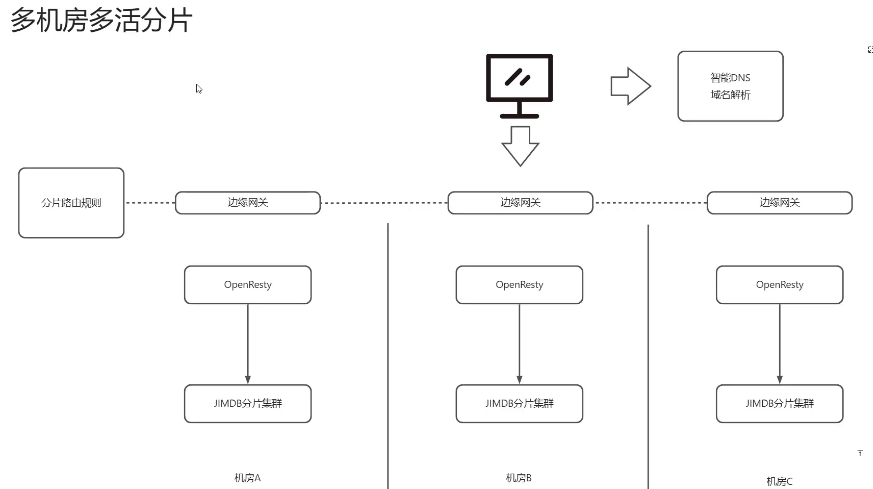 多机房多活分片
智能DNS
域名解析
分片路由规则
边缘网关
边缘网关
边缘网关
OpenResty
OpenResty
OpenResty
JIMDB分片集群
JIMDB分片集群
JIMDB分片集群
机房A
机房B
机房C